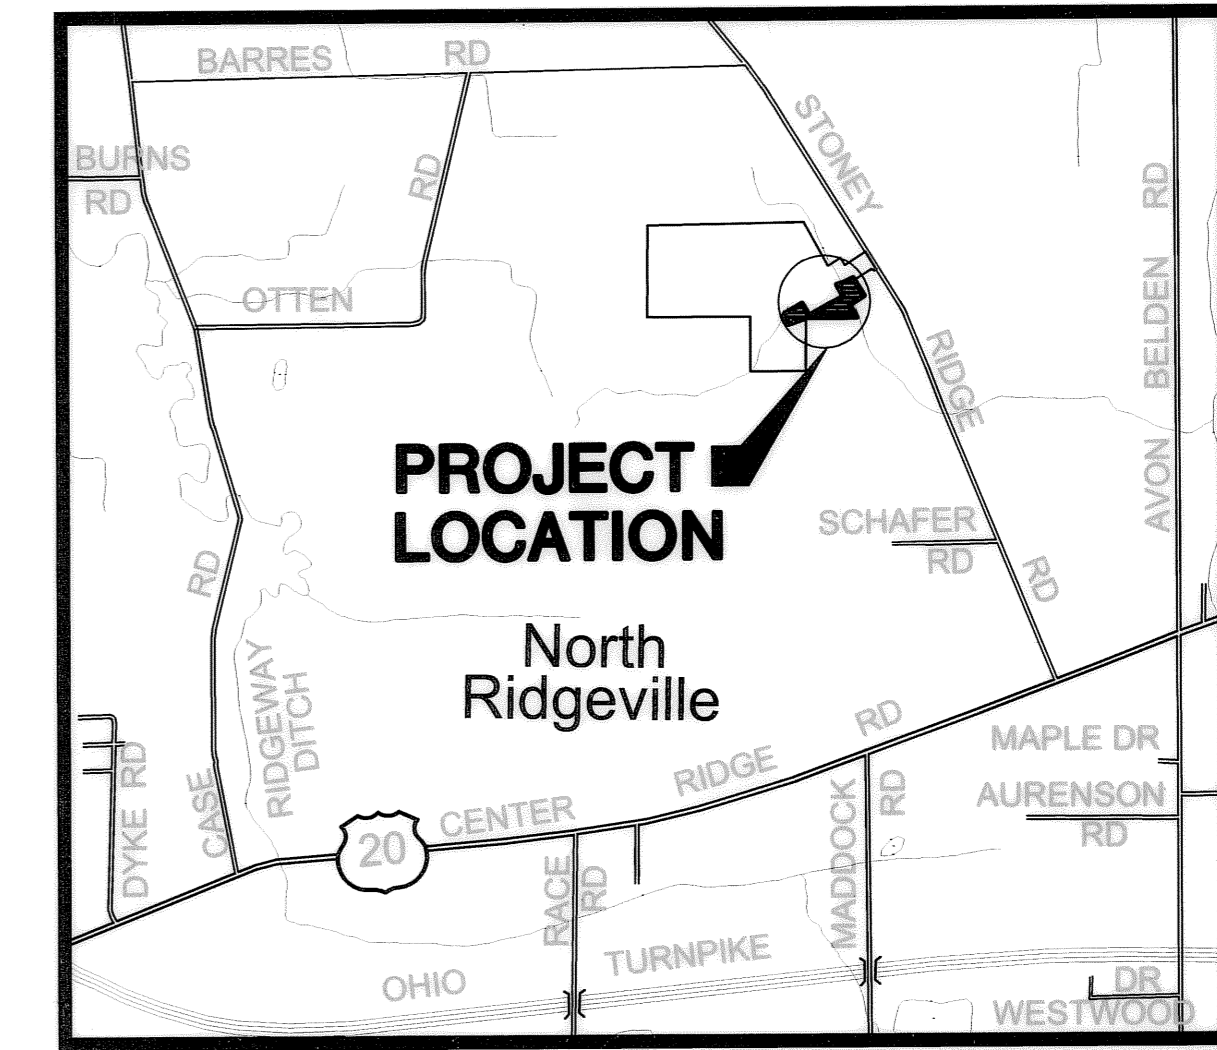 BARRES RD
STONEY
BURNS
RD
RD
RD
OTTEN
BELDEN
RIDGE
PROJECT
LOCATION
AVON
SCHAFER
RD
RD
RD
North
Ridgeville
RIDGEWAY
DITCH
RD
MAPLE DR
RIDGE
RD
AURENSON
RD
DYKE RD
CASE
20
CENTER
MADDOCK
RACE
RD
TURNPIKE
OHIO
DR
WESTWOOD